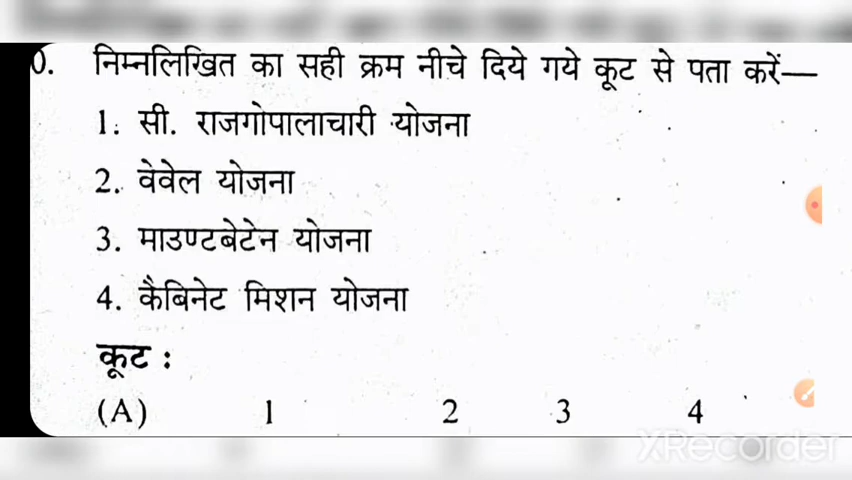 0. निम्नलिखित का सही क्रम नीचे दिये गये कूट से पता करें—
1. सी. राजगोपालाचारी योजना
2. वेवेल योजना
3. माउण्टबेटेन योजना
4. कैबिनेट मिशन योजना
कूट :
(A) 1 2 3 4
XRecorder